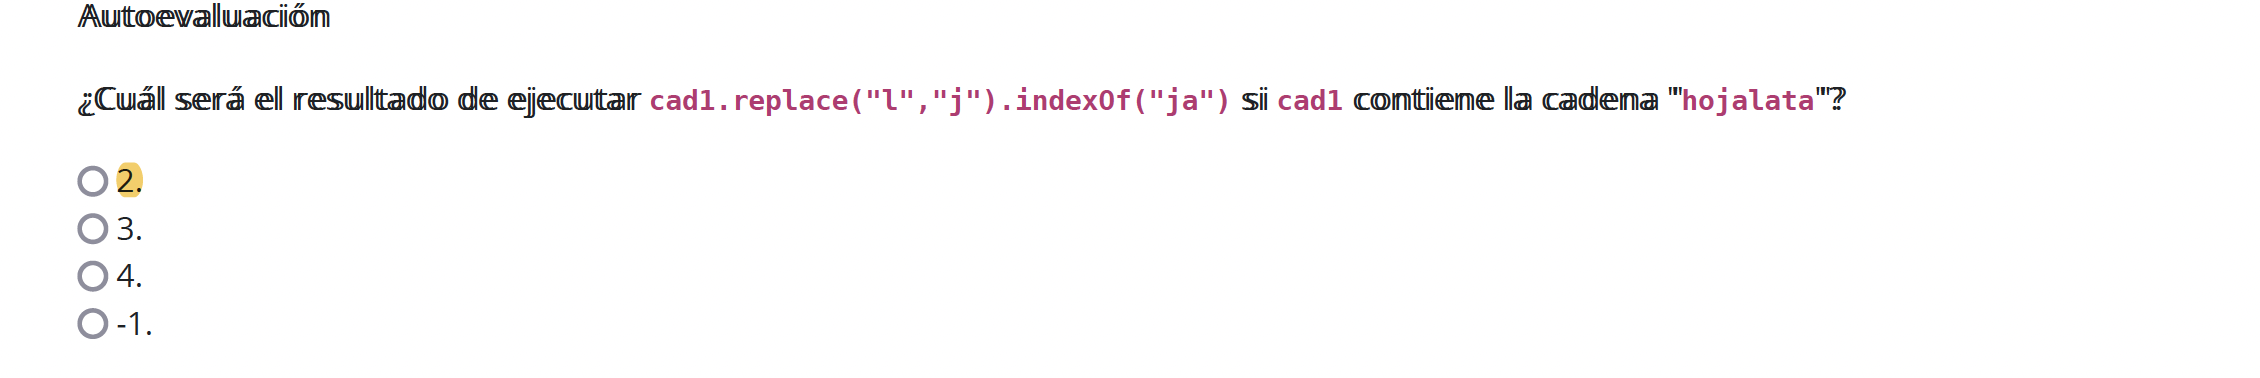 Autoevaluación
¿Cuál será el resultado de ejecutar cad1.replace("l","j").indexOf("ja") si cad1 contiene la cadena "hojalata"?
2.
3.
4.
-1.